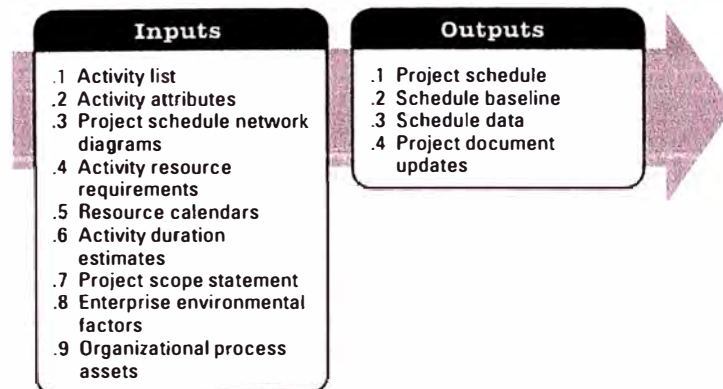 Inputs
.1 Activity list
.2 Activity attributes
.3 Project schedule network
diagrams
.4 Activity resource
requirements
.5 Resource calendars
.6 Activity duration
estimates
.7 Project scope statement
.8 Enterprise environmental
factors
.9 Organizational process
assets
Outputs
.1 Project schedule
.2 Schedule baseline
.3 Schedule data
.4 Project document
updates